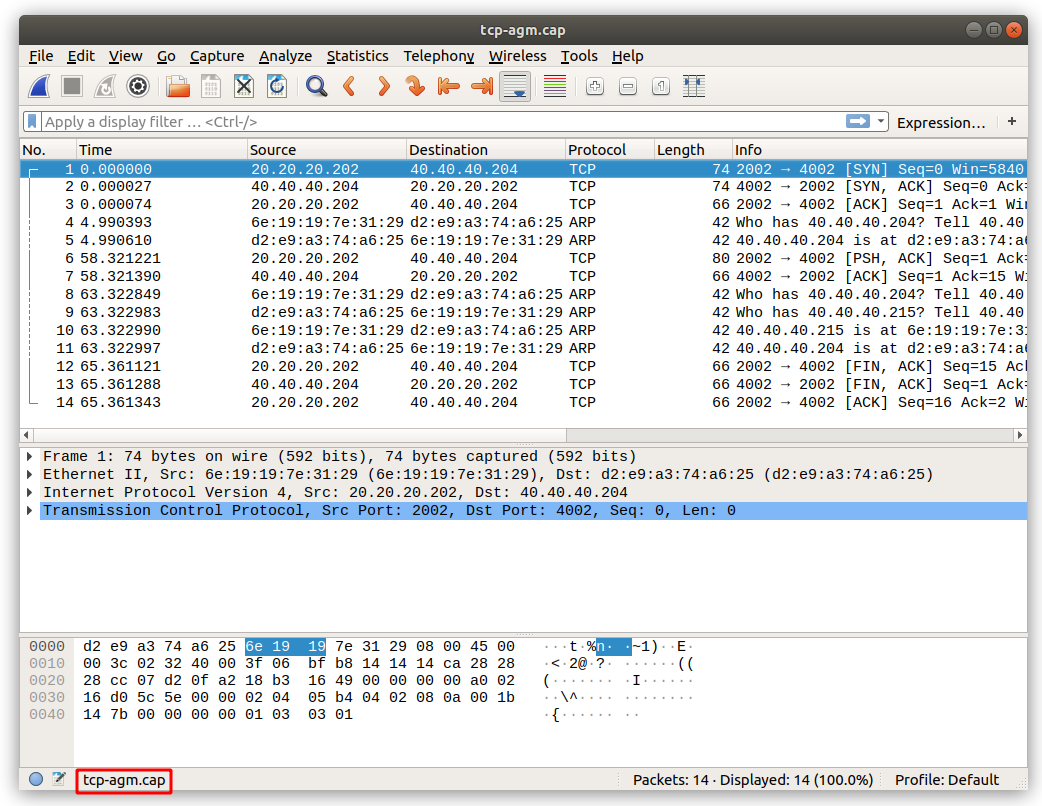 tcp-agm.cap
File Edit View Go Capture Analyze Statistics Telephony Wireless Tools Help
Apply a display filter … <Ctrl-/> Expression… +
No. Time Source Destination Protocol Length Info
1 0.000000 20.20.20.202 40.40.40.204 TCP 74 2002 → 4002 [SYN] Seq=0 Win=5840
2 0.000027 40.40.40.204 20.20.20.202 TCP 74 4002 → 2002 [SYN, ACK] Seq=0 Ack=
3 0.000074 20.20.20.202 40.40.40.204 TCP 66 2002 → 4002 [ACK] Seq=1 Ack=1 Win
4 4.990393 6e:19:19:7e:31:29 d2:e9:a3:74:a6:25 ARP 42 Who has 40.40.40.204? Tell 40.40
5 4.990610 d2:e9:a3:74:a6:25 6e:19:19:7e:31:29 ARP 42 40.40.40.204 is at d2:e9:a3:74:a6
6 58.321221 20.20.20.202 40.40.40.204 TCP 80 2002 → 4002 [PSH, ACK] Seq=1 Ack=
7 58.321390 40.40.40.204 20.20.20.202 TCP 66 4002 → 2002 [ACK] Seq=1 Ack=15 Wi
8 63.322849 6e:19:19:7e:31:29 d2:e9:a3:74:a6:25 ARP 42 Who has 40.40.40.204? Tell 40.40
9 63.322983 d2:e9:a3:74:a6:25 6e:19:19:7e:31:29 ARP 42 Who has 40.40.40.215? Tell 40.40
10 63.322990 6e:19:19:7e:31:29 d2:e9:a3:74:a6:25 ARP 42 40.40.40.215 is at 6e:19:19:7e:31
11 63.322997 d2:e9:a3:74:a6:25 6e:19:19:7e:31:29 ARP 42 40.40.40.204 is at d2:e9:a3:74:a6
12 65.361121 20.20.20.202 40.40.40.204 TCP 66 2002 → 4002 [FIN, ACK] Seq=15 Ack
13 65.361288 40.40.40.204 20.20.20.202 TCP 66 4002 → 2002 [FIN, ACK] Seq=1 Ack=
14 65.361343 20.20.20.202 40.40.40.204 TCP 66 2002 → 4002 [ACK] Seq=16 Ack=2 Wi
Frame 1: 74 bytes on wire (592 bits), 74 bytes captured (592 bits)
Ethernet II, Src: 6e:19:19:7e:31:29 (6e:19:19:7e:31:29), Dst: d2:e9:a3:74:a6:25 (d2:e9:a3:74:a6:25)
Internet Protocol Version 4, Src: 20.20.20.202, Dst: 40.40.40.204
Transmission Control Protocol, Src Port: 2002, Dst Port: 4002, Seq: 0, Len: 0
0000 d2 e9 a3 74 a6 25 6e 19 19 7e 31 29 08 00 45 00 ···t·%n· ·~1)··E·
0010 00 3c 02 32 40 00 3f 06 bf b8 14 14 14 ca 28 28 ·<·2@·?· ······((
0020 28 cc 07 d2 0f a2 18 b3 16 49 00 00 00 00 a0 02 (······· ·I······
0030 16 d0 5c 5e 00 00 02 04 05 b4 04 02 08 0a 00 1b ··\^···· ········
0040 14 7b 00 00 00 00 01 03 03 01 ·{······ ··
tcp-agm.cap Packets: 14 · Displayed: 14 (100.0%) Profile: Default